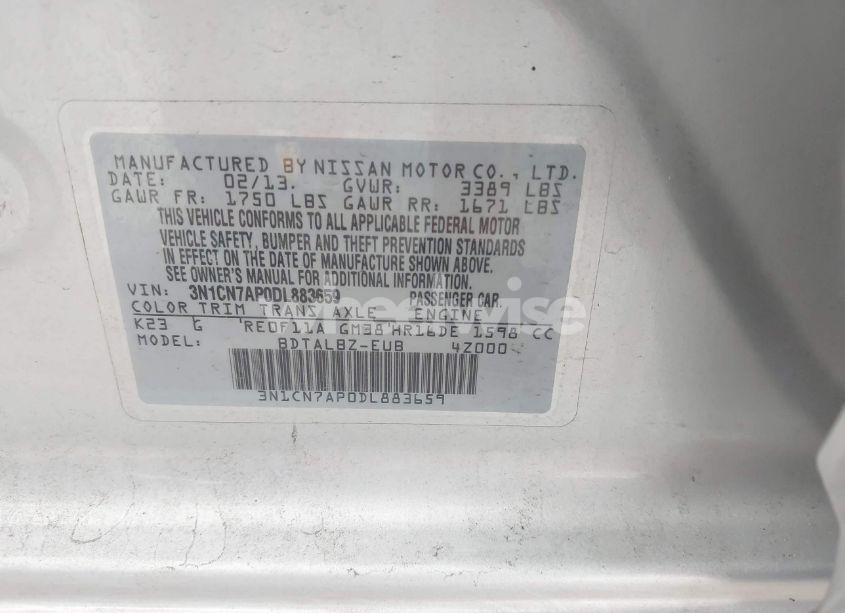 MANUFACTURED BY NISSAN MOTOR CO., LTD.
DATE: 02/13. GVWR: 3389 LBS
GAWR FR: 1750 LBS GAWR RR: 1671 LBS
THIS VEHICLE CONFORMS TO ALL APPLICABLE FEDERAL MOTOR
VEHICLE SAFETY, BUMPER AND THEFT PREVENTION STANDARDS
IN EFFECT ON THE DATE OF MANUFACTURE SHOWN ABOVE.
SEE OWNER'S MANUAL FOR ADDITIONAL INFORMATION.
VIN: 3N1CN7AP0DL883659 PASSENGER CAR.
COLOR TRIM TRANS AXLE ENGINE
K23 G RE0F11A GM38 HR16DE 1598 CC
MODEL: BDTALBZ-EUB 4Z000
3N1CN7AP0DL883659